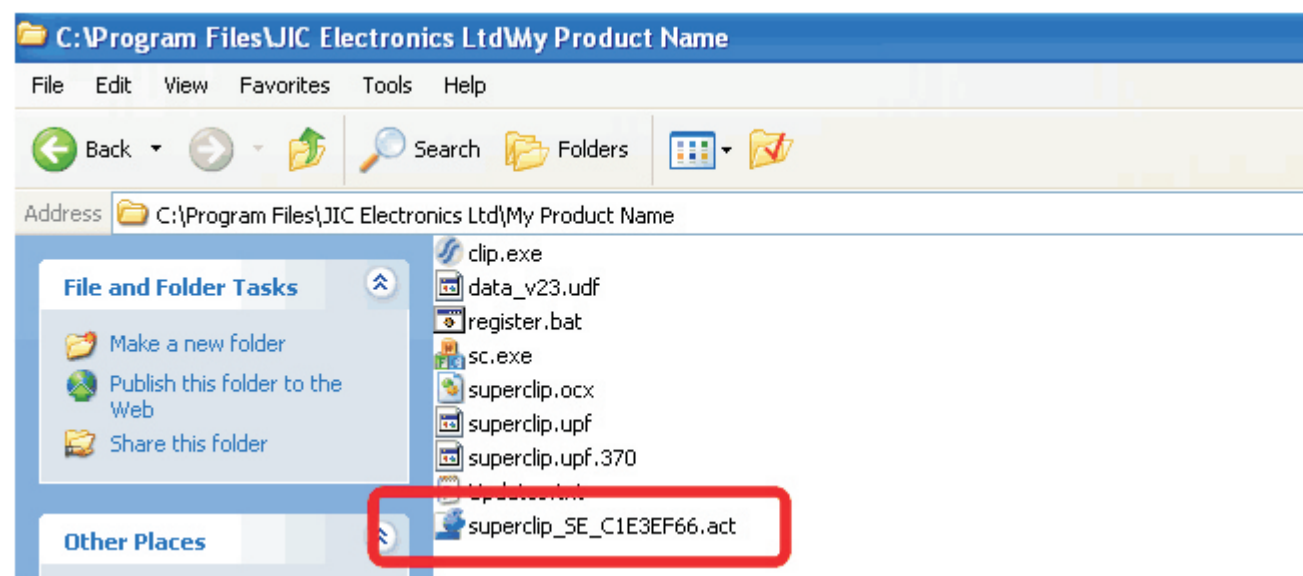 C:\Program Files\JIC Electronics Ltd\My Product Name
File Edit View Favorites Tools Help
Back Search Folders
Address C:\Program Files\JIC Electronics Ltd\My Product Name
File and Folder Tasks
Make a new folder
Publish this folder to the
Web
Share this folder
Other Places
clip.exe
data_v23.udf
register.bat
sc.exe
superclip.ocx
superclip.upf
superclip.upf.370
superclip_SE_C1E3EF66.act